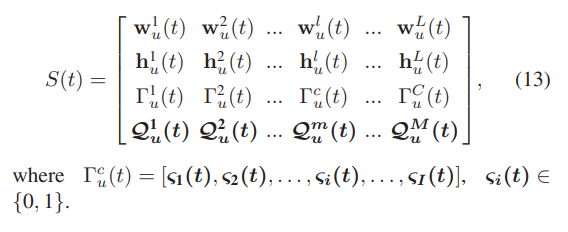 S(t) = [ w_u^1(t) w_u^2(t) ... w_u^l(t) ... w_u^L(t)
h_u^1(t) h_u^2(t) ... h_u^l(t) ... h_u^L(t)
Γ_u^1(t) Γ_u^2(t) ... Γ_u^c(t) ... Γ_u^C(t)
𝒬_u^1(t) 𝒬_u^2(t) ... 𝒬_u^m(t) ... 𝒬_u^M(t) ], (13)
where Γ_u^c(t) = [ς_1(t), ς_2(t), . . . , ς_i(t), . . . , ς_I(t)], ς_i(t) ∈
{0, 1}.